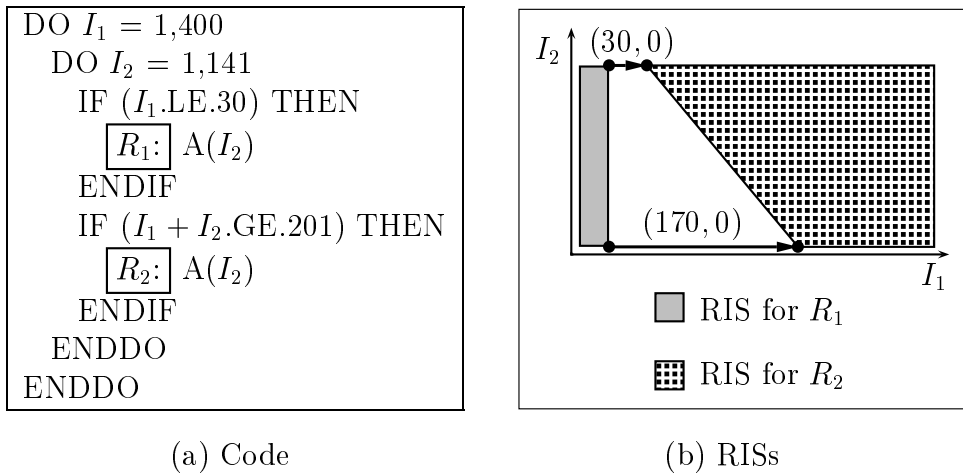 DO I₁ = 1,400
DO I₂ = 1,141
IF (I₁.LE.30) THEN
R₁: A(I₂)
ENDIF
IF (I₁ + I₂.GE.201) THEN
R₂: A(I₂)
ENDIF
ENDDO
ENDDO
(a) Code
I₂
(30, 0)
(170, 0)
I₁
RIS for R₁
RIS for R₂
(b) RISs